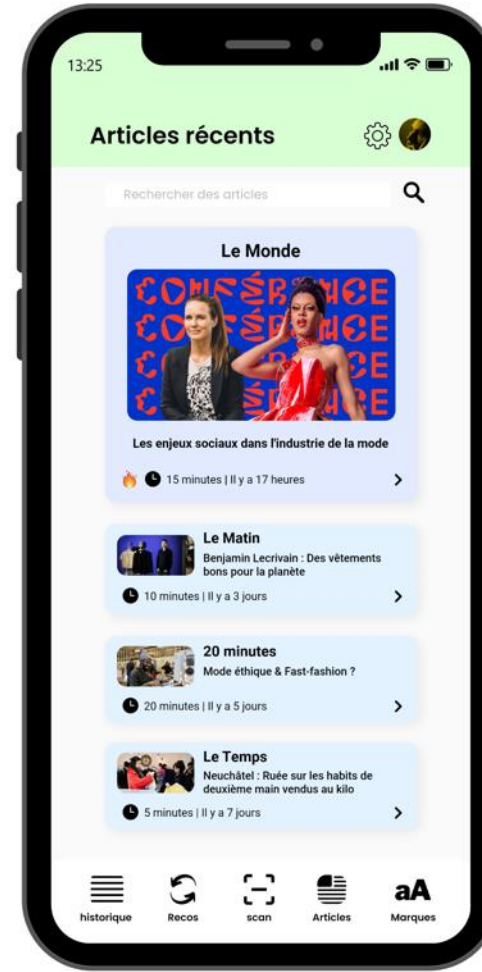 13:25
Articles récents
Rechercher des articles
Le Monde
CONFÉRENCE
CONFÉRENCE
CONFÉRENCE
Les enjeux sociaux dans l'industrie de la mode
15 minutes | Il y a 17 heures
Le Matin
Benjamin Lecrivain : Des vêtements
bons pour la planète
10 minutes | Il y a 3 jours
20 minutes
Mode éthique & Fast-fashion ?
20 minutes | Il y a 5 jours
Le Temps
Neuchâtel : Ruée sur les habits de
deuxième main vendus au kilo
5 minutes | Il y a 7 jours
historique
Recos
scan
Articles
aA
Marques